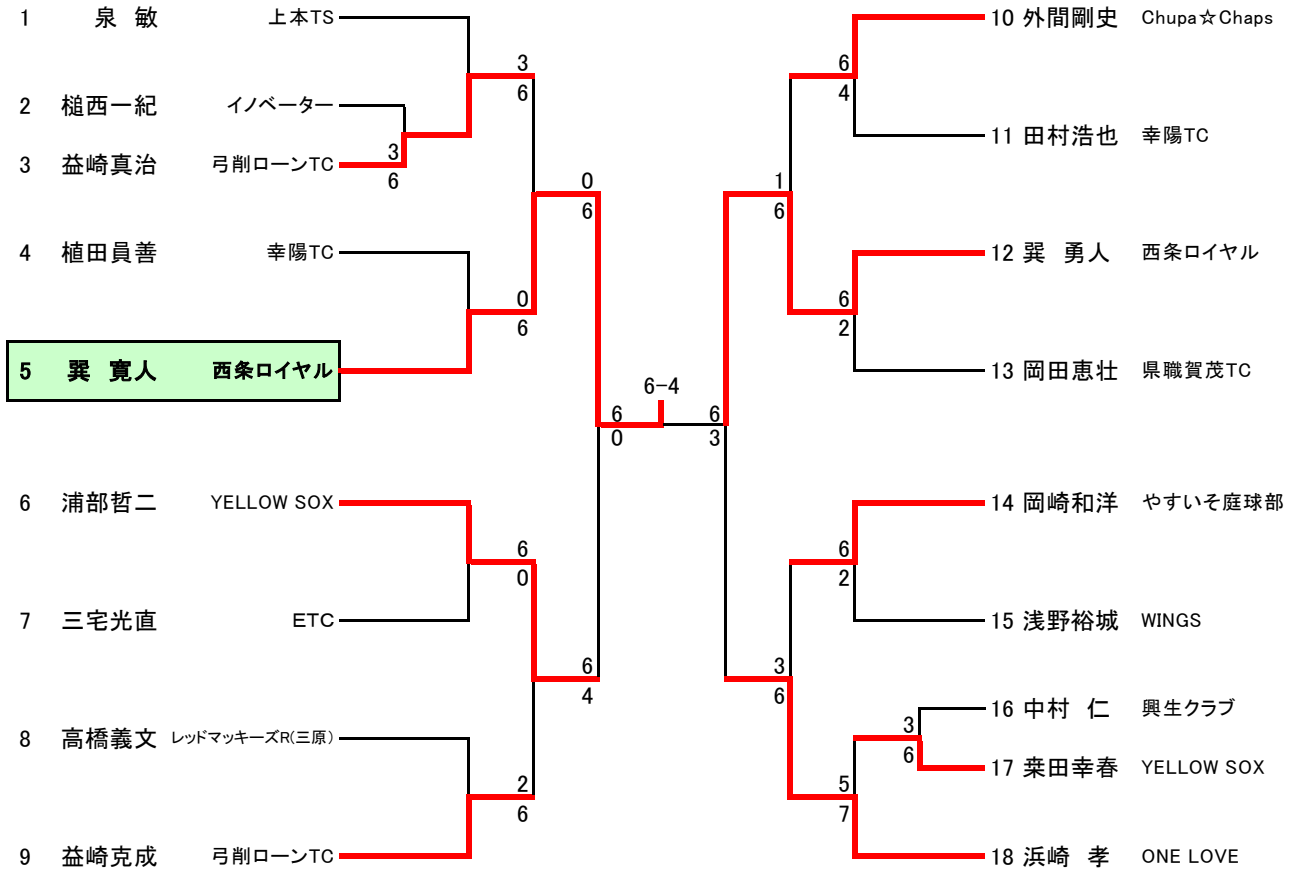 1 泉 敏 上本TS
3
6
2 槌西一紀 イノベーター
3 益崎真治 弓削ローンTC
3
6
0
6
4 植田員善 幸陽TC
0
6
5 巽 寛人 西条ロイヤル
6-4
6
0
6 浦部哲二 YELLOW SOX
6
0
7 三宅光直 ETC
6
4
8 高橋義文 レッドマッキーズR(三原)
2
6
9 益崎克成 弓削ローンTC
10 外間剛史 Chupa☆Chaps
6
4
11 田村浩也 幸陽TC
1
6
12 巽 勇人 西条ロイヤル
6
2
13 岡田恵壮 県職賀茂TC
6
3
14 岡崎和洋 やすいそ庭球部
6
2
15 浅野裕城 WINGS
3
6
16 中村 仁 興生クラブ
3
6
17 桒田幸春 YELLOW SOX
5
7
18 浜崎 孝 ONE LOVE